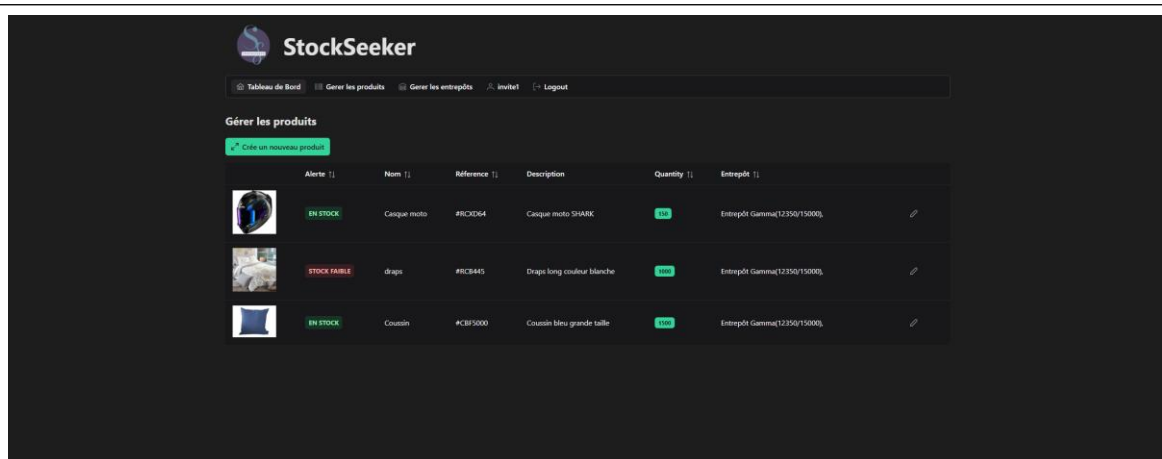 StockSeeker
Tableau de Bord Gerer les produits Gerer les entrepôts invite1 Logout
Gérer les produits
Crée un nouveau produit
Alerte Nom Réference Description Quantity Entrepôt
EN STOCK Casque moto #RCXD64 Casque moto SHARK 150 Entrepôt Gamma(12350/15000),
STOCK FAIBLE draps #RCB445 Draps long couleur blanche 1000 Entrepôt Gamma(12350/15000),
EN STOCK Coussin #CBF5000 Coussin bleu grande taille 1500 Entrepôt Gamma(12350/15000),